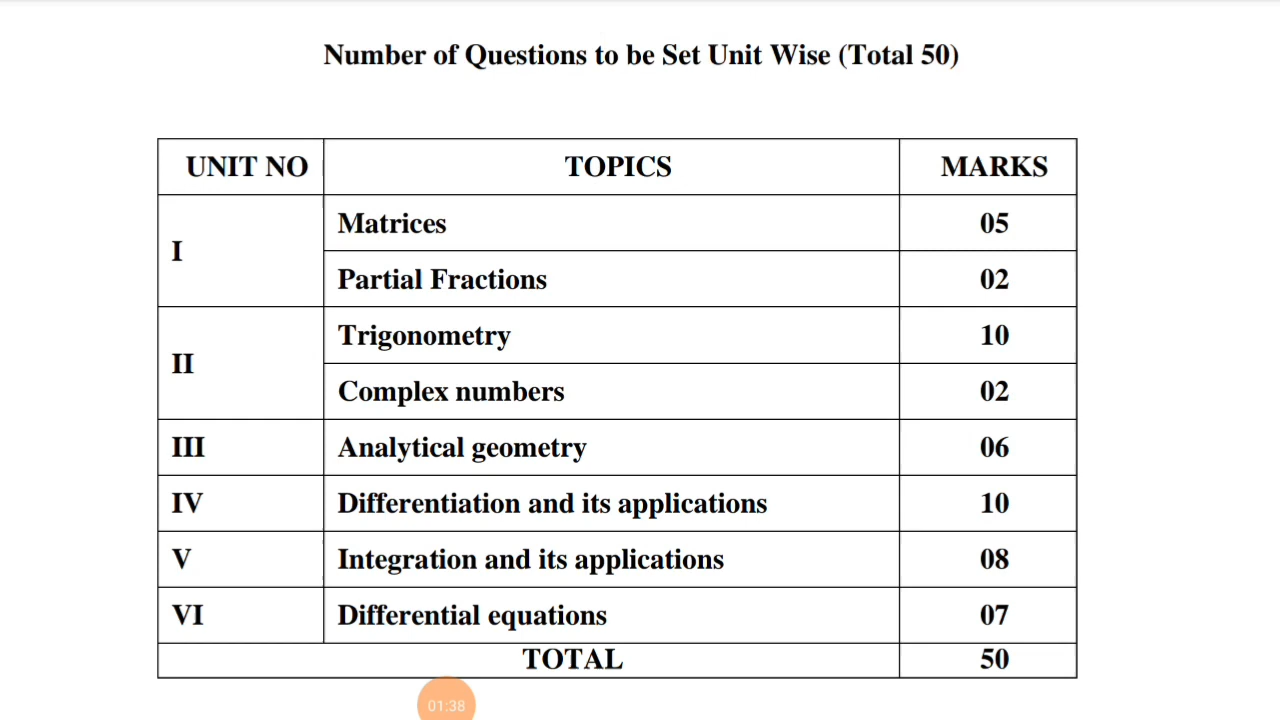 Number of Questions to be Set Unit Wise (Total 50)
UNIT NO TOPICS MARKS
I
Matrices 05
Partial Fractions 02
II
Trigonometry 10
Complex numbers 02
III Analytical geometry 06
IV Differentiation and its applications 10
V Integration and its applications 08
VI Differential equations 07
TOTAL 50
01:38